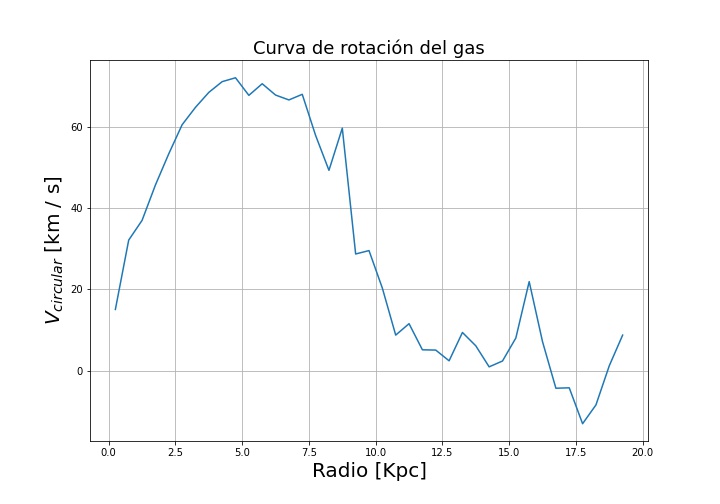 Curva de rotación del gas
V_circular [km / s]
60
40
20
0
0.0 2.5 5.0 7.5 10.0 12.5 15.0 17.5 20.0
Radio [Kpc]